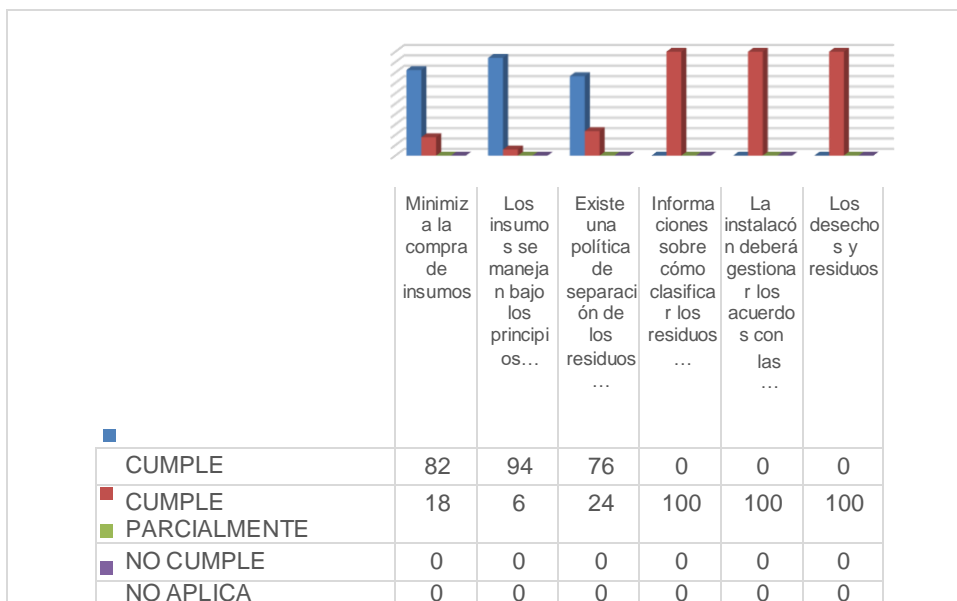 Minimiz
a la
compra
de
insumos
Los
insumo
s se
maneja
n bajo
los
principi
os…
Existe
una
política
de
separaci
ón de
los
residuos
…
Informa
ciones
sobre
cómo
clasifica
r los
residuos
…
La
instalacón
n deberá
gestiona
r los
acuerdo
s con
las
…
Los
desecho
s y
residuos
CUMPLE 82 94 76 0 0 0
CUMPLE 18 6 24 100 100 100
PARCIALMENTE
NO CUMPLE 0 0 0 0 0 0
NO APLICA 0 0 0 0 0 0